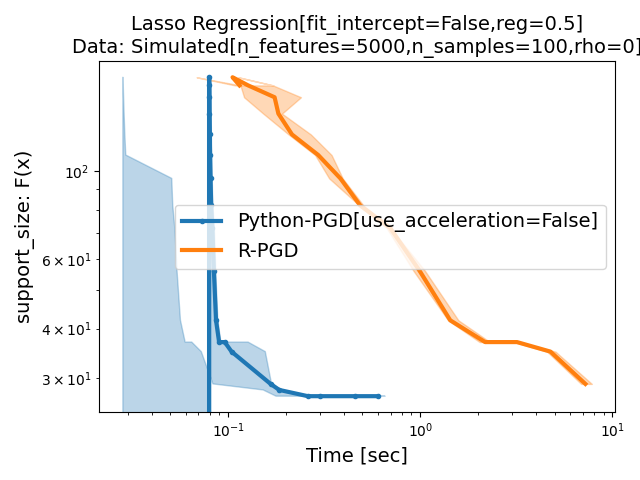 Lasso Regression[fit_intercept=False,reg=0.5]
Data: Simulated[n_features=5000,n_samples=100,rho=0]
support_size: F(x)
10²
6 × 10¹
4 × 10¹
3 × 10¹
Python-PGD[use_acceleration=False]
R-PGD
10⁻¹
10⁰
10¹
Time [sec]